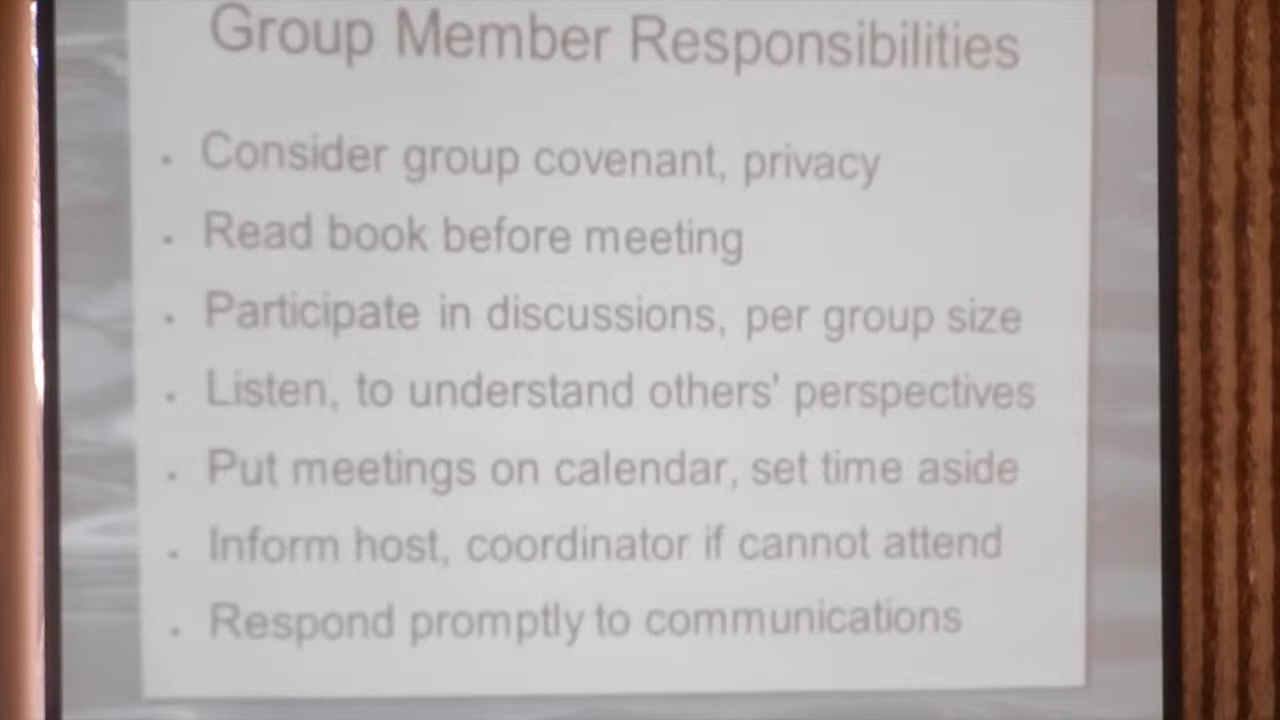 Group Member Responsibilities
. Consider group covenant, privacy
. Read book before meeting
. Participate in discussions, per group size
. Listen, to understand others' perspectives
. Put meetings on calendar, set time aside
. Inform host, coordinator if cannot attend
. Respond promptly to communications